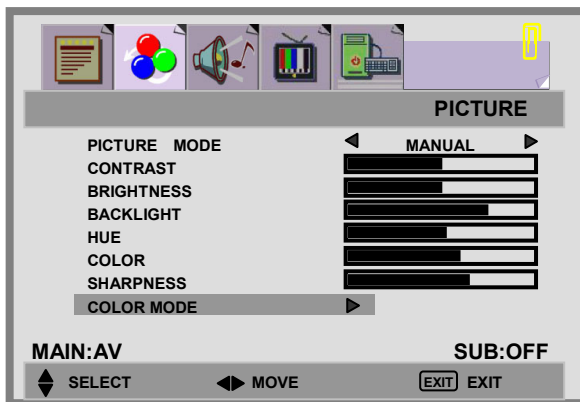 PICTURE
PICTURE MODE MANUAL
CONTRAST
BRIGHTNESS
BACKLIGHT
HUE
COLOR
SHARPNESS
COLOR MODE
MAIN:AV SUB:OFF
SELECT MOVE EXIT EXIT